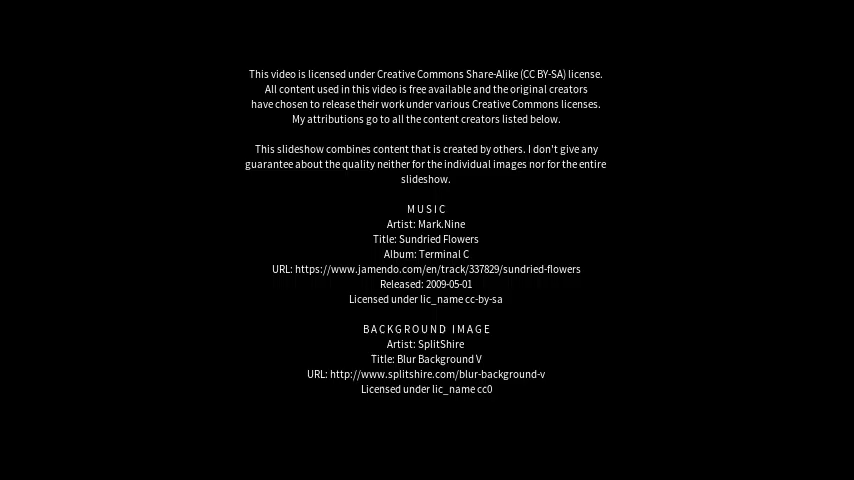 This video is licensed under Creative Commons Share-Alike (CC BY-SA) license.
All content used in this video is free available and the original creators
have chosen to release their work under various Creative Commons licenses.
My attributions go to all the content creators listed below.
This slideshow combines content that is created by others. I don't give any
guarantee about the quality neither for the individual images nor for the entire
slideshow.
MUSIC
Artist: Mark.Nine
Title: Sundried Flowers
Album: Terminal C
URL: https://www.jamendo.com/en/track/337829/sundried-flowers
Released: 2009-05-01
Licensed under lic_name cc-by-sa
BACKGROUND IMAGE
Artist: SplitShire
Title: Blur Background V
URL: http://www.splitshire.com/blur-background-v
Licensed under lic_name cc0